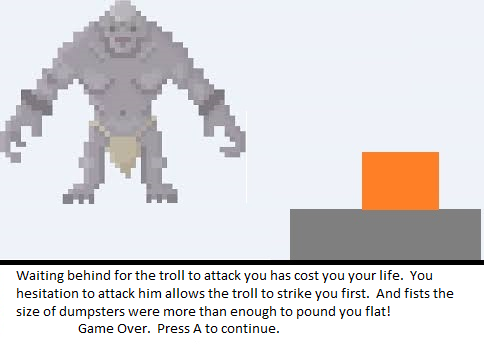 Waiting behind for the troll to attack you has cost you your life.  You
hesitation to attack him allows the troll to strike you first.  And fists the
size of dumpsters were more than enough to pound you flat!
Game Over.  Press A to continue.